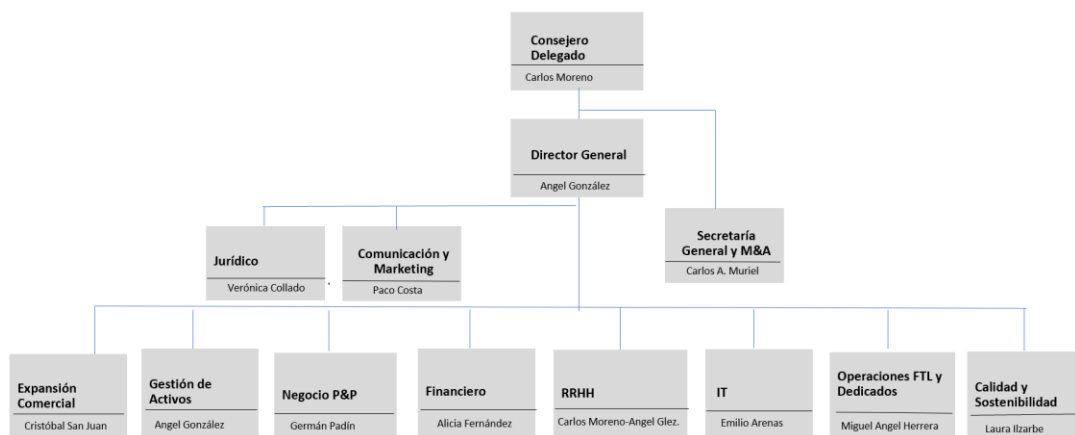 Consejero
Delegado
Carlos Moreno
Director General
Angel González
Jurídico
Verónica Collado
.
Comunicación y
Marketing
Paco Costa
Secretaría
General y M&A
Carlos A. Muriel
Expansión
Comercial
Cristóbal San Juan
Gestión de
Activos
Angel González
Negocio P&P
Germán Padín
Financiero
Alicia Fernández
RRHH
Carlos Moreno-Angel Glez.
IT
Emilio Arenas
Operaciones FTL y
Dedicados
Miguel Angel Herrera
Calidad y
Sostenibilidad
Laura Ilzarbe